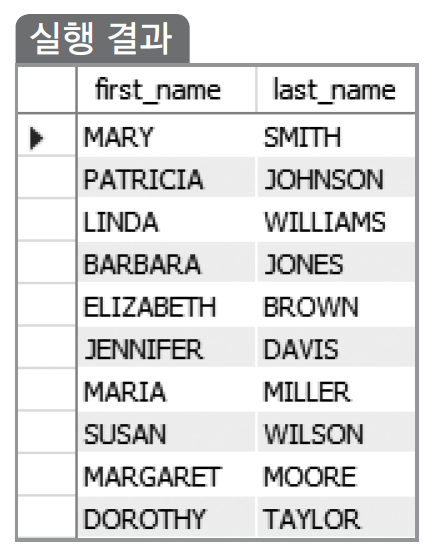 실행 결과
first_name last_name
MARY SMITH
PATRICIA JOHNSON
LINDA WILLIAMS
BARBARA JONES
ELIZABETH BROWN
JENNIFER DAVIS
MARIA MILLER
SUSAN WILSON
MARGARET MOORE
DOROTHY TAYLOR